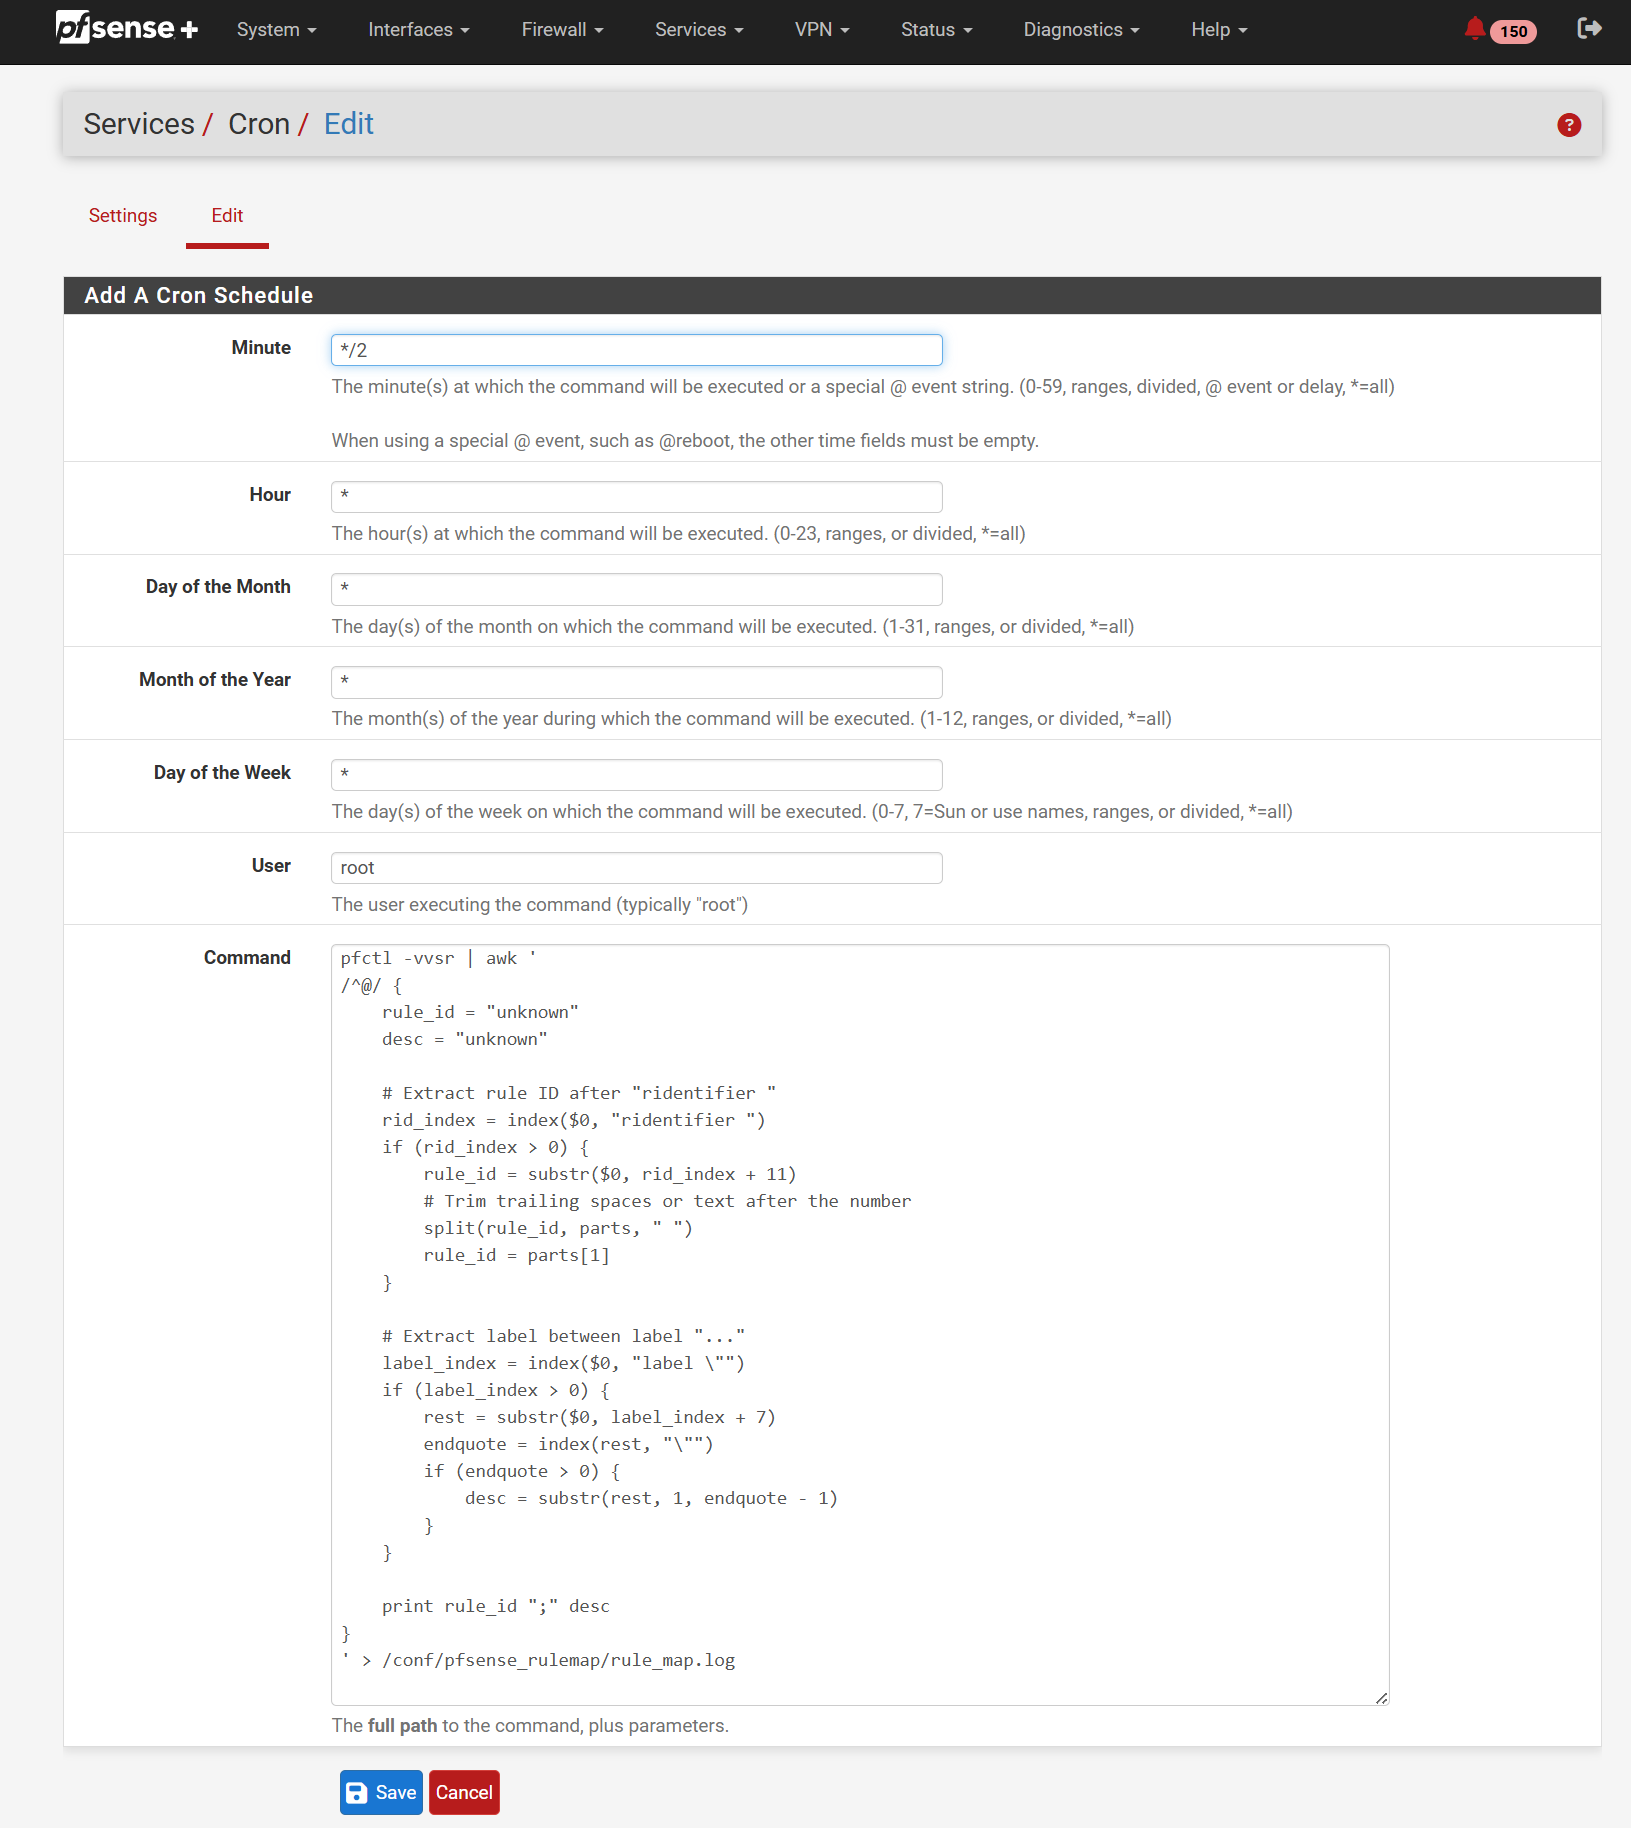 pfsense+ System Interfaces Firewall Services VPN Status Diagnostics Help 150
Services / Cron / Edit
?
Settings Edit
Add A Cron Schedule
Minute
*/2
The minute(s) at which the command will be executed or a special @ event string. (0-59, ranges, divided, @ event or delay, *=all)
When using a special @ event, such as @reboot, the other time fields must be empty.
Hour
*
The hour(s) at which the command will be executed. (0-23, ranges, or divided, *=all)
Day of the Month
*
The day(s) of the month on which the command will be executed. (1-31, ranges, or divided, *=all)
Month of the Year
*
The month(s) of the year during which the command will be executed. (1-12, ranges, or divided, *=all)
Day of the Week
*
The day(s) of the week on which the command will be executed. (0-7, 7=Sun or use names, ranges, or divided, *=all)
User
root
The user executing the command (typically "root")
Command
pfctl -vvsr | awk '
/^@/ {
    rule_id = "unknown"
    desc = "unknown"
    # Extract rule ID after "ridentifier "
    rid_index = index($0, "ridentifier ")
    if (rid_index > 0) {
        rule_id = substr($0, rid_index + 11)
        # Trim trailing spaces or text after the number
        split(rule_id, parts, " ")
        rule_id = parts[1]
    }
    # Extract label between label "..."
    label_index = index($0, "label \"")
    if (label_index > 0) {
        rest = substr($0, label_index + 7)
        endquote = index(rest, "\"")
        if (endquote > 0) {
            desc = substr(rest, 1, endquote - 1)
        }
    }
    print rule_id ";" desc
}
' > /conf/pfsense_rulemap/rule_map.log
The full path to the command, plus parameters.
Save Cancel